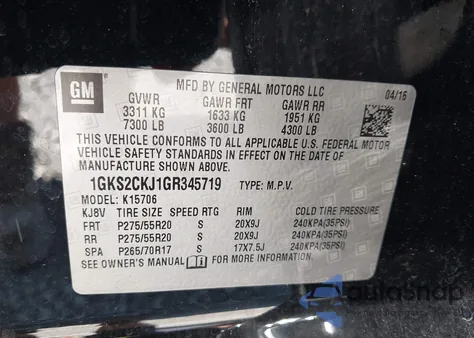 GM
MFD BY GENERAL MOTORS LLC 04/16
GVWR GAWR FRT GAWR RR
3311 KG 1633 KG 1951 KG
7300 LB 3600 LB 4300 LB
THIS VEHICLE CONFORMS TO ALL APPLICABLE U.S. FEDERAL MOTOR
VEHICLE SAFETY STANDARDS IN EFFECT ON THE DATE OF
MANUFACTURE SHOWN ABOVE.
1GKS2CKJ1GR345719 TYPE: M.P.V.
MODEL: K15706
KJ8V TIRE SIZE SPEED RTG RIM COLD TIRE PRESSURE
FRT P275/55R20 S 20X9J 240KPA(35PSI)
RR P275/55R20 S 20X9J 240KPA(35PSI)
SPA P265/70R17 S 17X7.5J 240KPA(35PSI)
SEE OWNER'S MANUAL FOR MORE INFORMATION.
autosnap